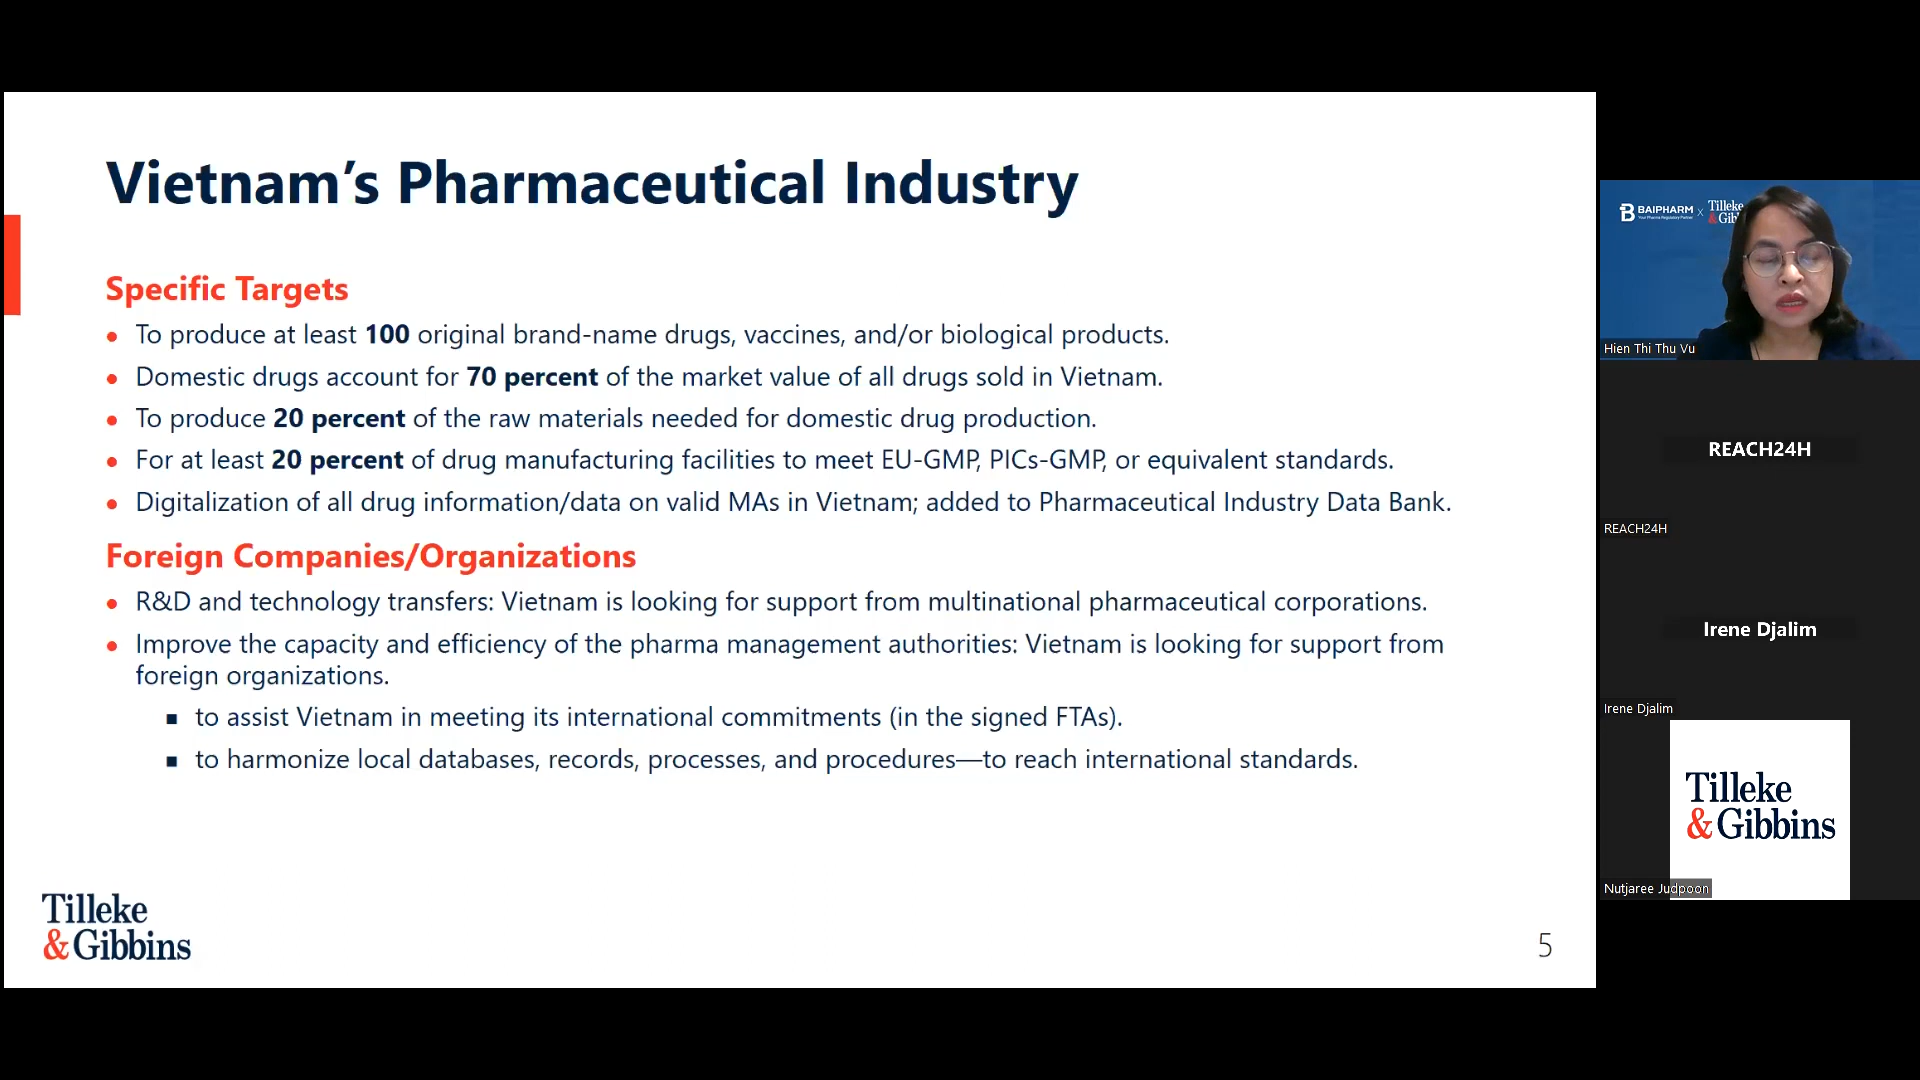 Vietnam’s Pharmaceutical Industry
Specific Targets
• To produce at least 100 original brand-name drugs, vaccines, and/or biological products.
• Domestic drugs account for 70 percent of the market value of all drugs sold in Vietnam.
• To produce 20 percent of the raw materials needed for domestic drug production.
• For at least 20 percent of drug manufacturing facilities to meet EU-GMP, PICs-GMP, or equivalent standards.
• Digitalization of all drug information/data on valid MAs in Vietnam; added to Pharmaceutical Industry Data Bank.
Foreign Companies/Organizations
• R&D and technology transfers: Vietnam is looking for support from multinational pharmaceutical corporations.
• Improve the capacity and efficiency of the pharma management authorities: Vietnam is looking for support from
foreign organizations.
▪ to assist Vietnam in meeting its international commitments (in the signed FTAs).
▪ to harmonize local databases, records, processes, and procedures—to reach international standards.
Tilleke
& Gibbins
5
BAIPHARM x Tilleke
Your Pharma Regulatory Partner
& Gib
Hien Thi Thu Vu
REACH24H
REACH24H
Irene Djalim
Irene Djalim
Tilleke
& Gibbins
Nutjaree Judpoon